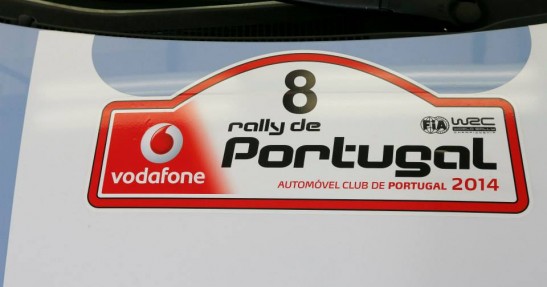 8
rally de
Portugal
FIA WRC
vodafone
AUTOMÓVEL CLUB DE PORTUGAL 2014